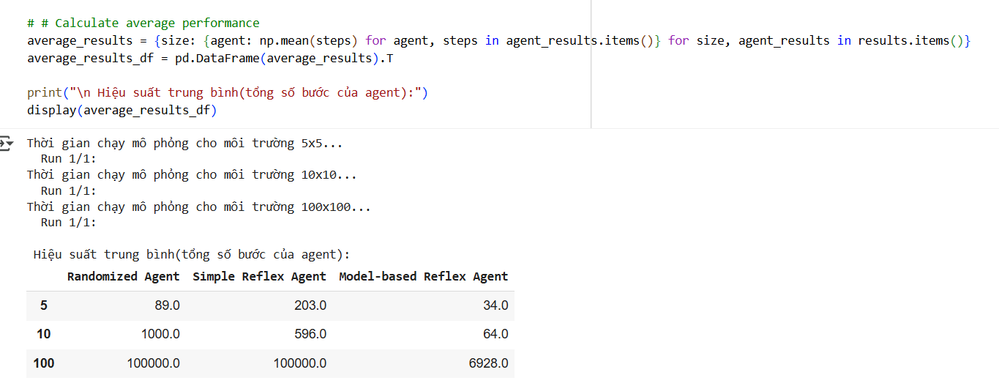 # # Calculate average performance
average_results = {size: {agent: np.mean(steps) for agent, steps in agent_results.items()} for size, agent_results in results.items()}
average_results_df = pd.DataFrame(average_results).T
print("\n Hiệu suất trung bình(tổng số bước của agent):")
display(average_results_df)
Thời gian chạy mô phỏng cho môi trường 5x5...
Run 1/1:
Thời gian chạy mô phỏng cho môi trường 10x10...
Run 1/1:
Thời gian chạy mô phỏng cho môi trường 100x100...
Run 1/1:
Hiệu suất trung bình(tổng số bước của agent):
Randomized Agent Simple Reflex Agent Model-based Reflex Agent
5 89.0 203.0 34.0
10 1000.0 596.0 64.0
100 100000.0 100000.0 6928.0